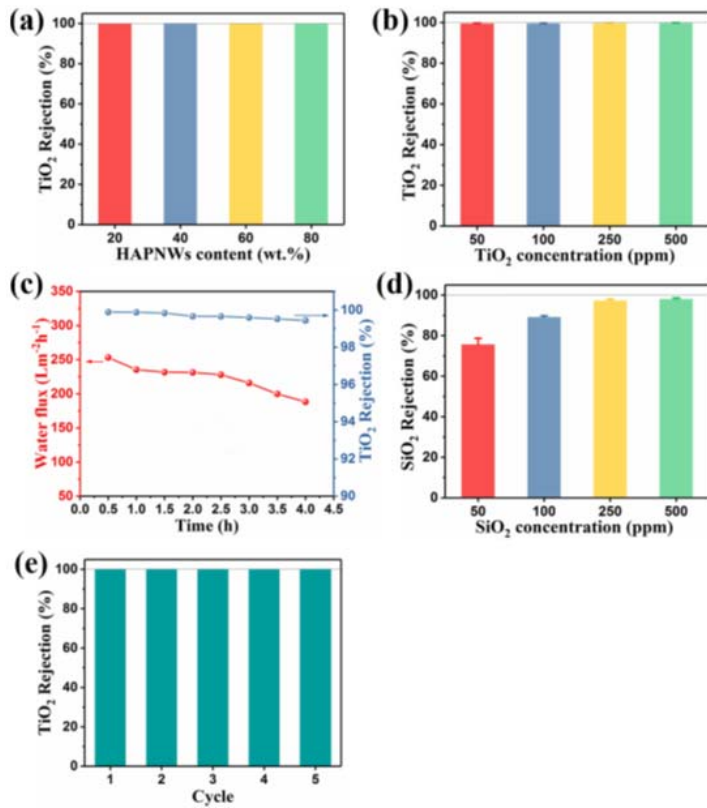 (a)
TiO₂ Rejection (%)
100
80
60
40
20
0
20 40 60 80
HAPNWs content (wt.%)
(b)
TiO₂ Rejection (%)
100
80
60
40
20
0
50 100 250 500
TiO₂ concentration (ppm)
(c)
Water flux (Lm⁻²h⁻¹)
350
300
250
200
150
100
50
TiO₂ Rejection (%)
100
98
96
94
92
90
0.0 0.5 1.0 1.5 2.0 2.5 3.0 3.5 4.0 4.5
Time (h)
(d)
SiO₂ Rejection (%)
100
80
60
40
20
0
50 100 250 500
SiO₂ concentration (ppm)
(e)
TiO₂ Rejection (%)
100
80
60
40
20
0
1 2 3 4 5
Cycle